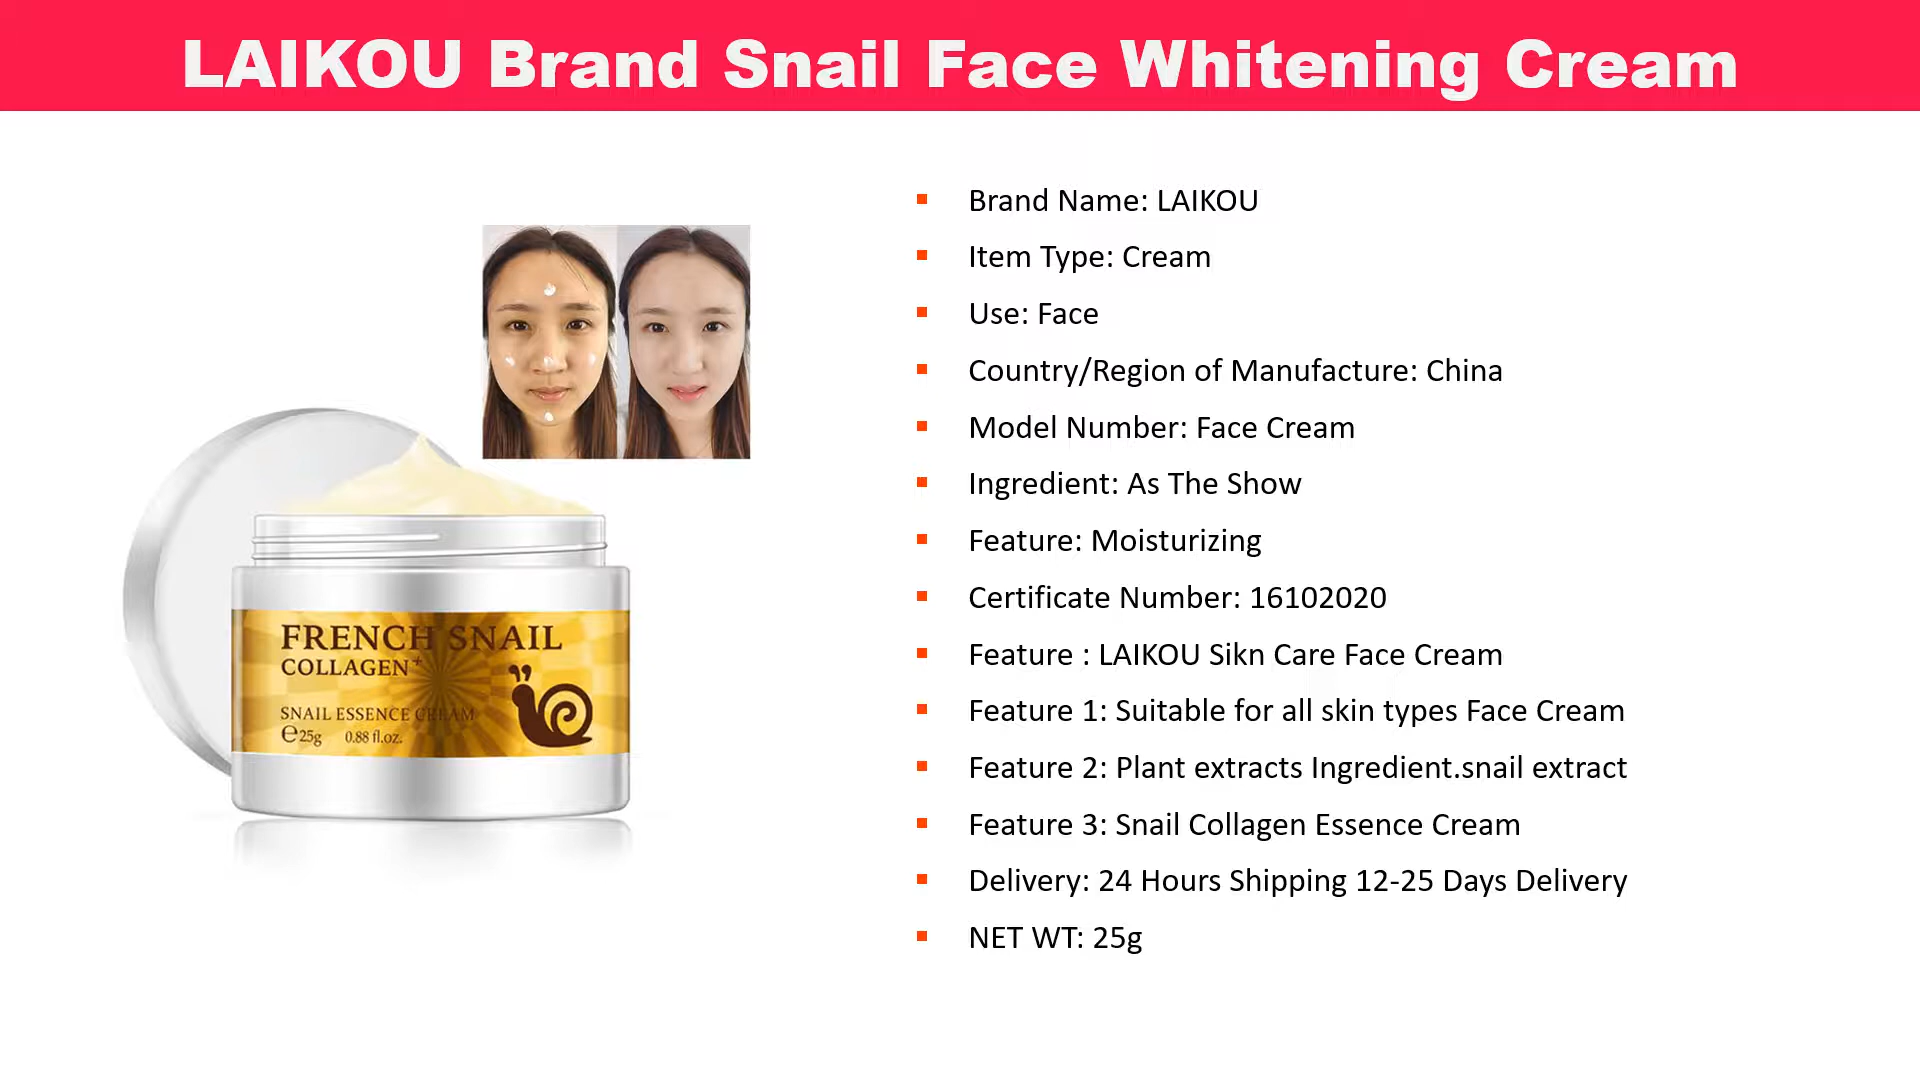 LAIKOU Brand Snail Face Whitening Cream
Brand Name: LAIKOU
Item Type: Cream
Use: Face
Country/Region of Manufacture: China
Model Number: Face Cream
Ingredient: As The Show
Feature: Moisturizing
Certificate Number: 16102020
Feature : LAIKOU Sikn Care Face Cream
Feature 1: Suitable for all skin types Face Cream
Feature 2: Plant extracts Ingredient.snail extract
Feature 3: Snail Collagen Essence Cream
Delivery: 24 Hours Shipping 12-25 Days Delivery
NET WT: 25g
FRENCH SNAIL
COLLAGEN+
SNAIL ESSENCE CREAM
℮25g 0.88 fl.oz.